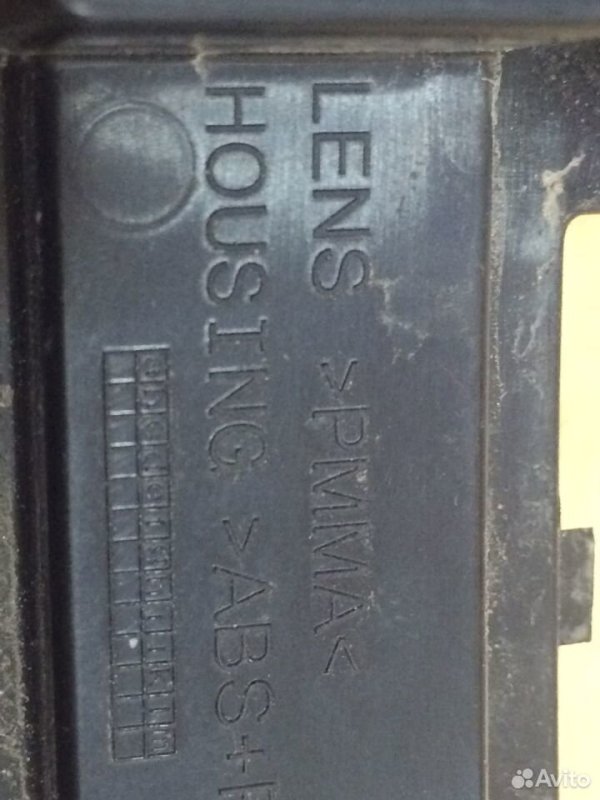 LENS >PMMA<
HOUSING >ABS+P
Avito